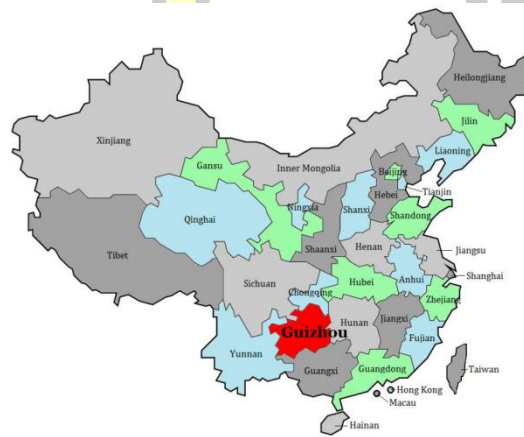 Heilongjiang
Jilin
Xinjiang
Liaoning
Gansu
Inner Mongolia
Beijing
Tianjin
Hebei
Ningxia
Shanxi
Shandong
Qinghai
Shaanxi
Henan
Jiangsu
Tibet
Shanghai
Sichuan
Chongqing
Hubei
Anhui
Zhejiang
Guizhou
Hunan
Jiangxi
Fujian
Yunnan
Guangxi
Guangdong
Taiwan
Hong Kong
Macau
Hainan